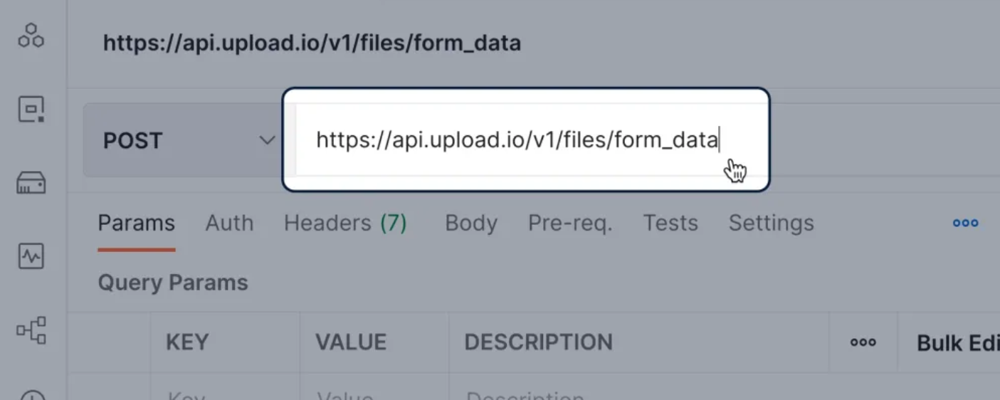 https://api.upload.io/v1/files/form_data
POST https://api.upload.io/v1/files/form_data
Params Auth Headers (7) Body Pre-req. Tests Settings
Query Params
KEY VALUE DESCRIPTION Bulk Edi
Key Value Description